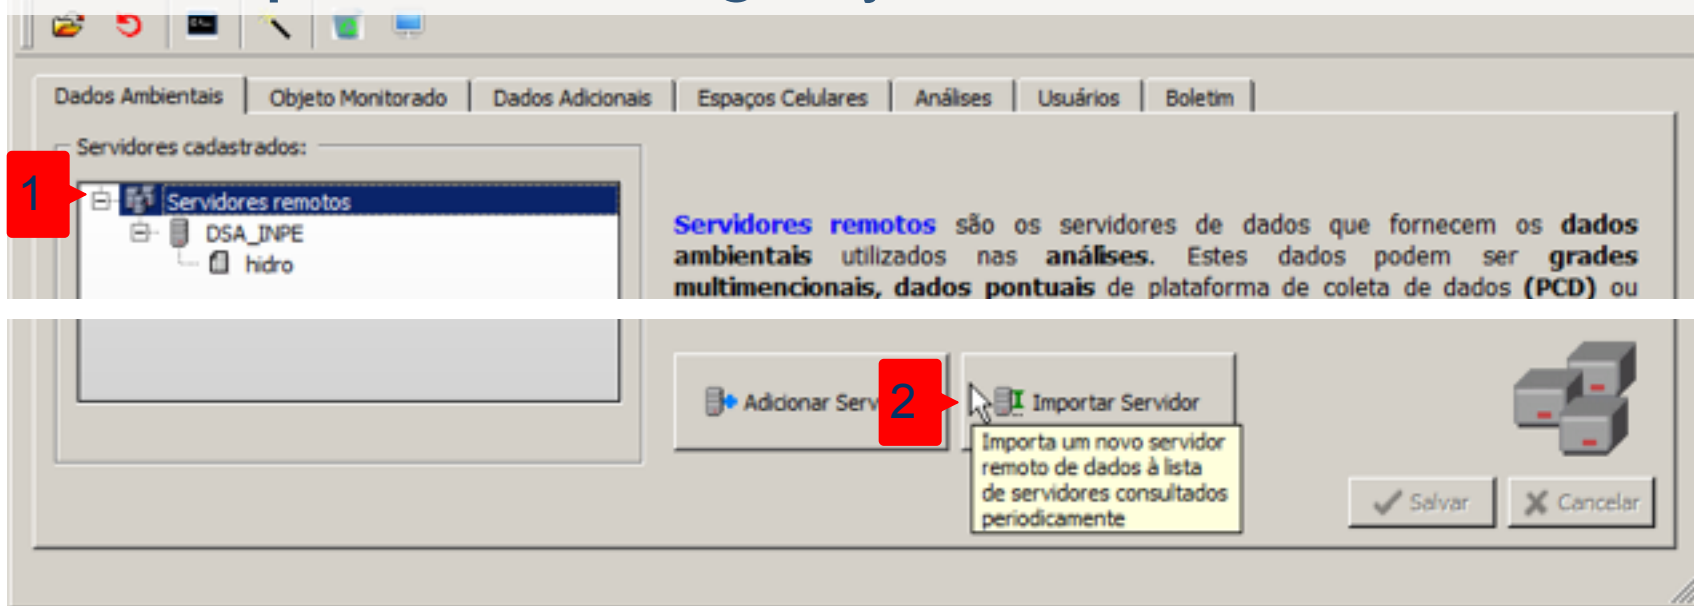 Dados Ambientais
Objeto Monitorado
Dados Adicionais
Espaços Celulares
Análises
Usuários
Boletim
Servidores cadastrados:
1
Servidores remotos
DSA_INPE
hidro
Servidores remotos são os servidores de dados que fornecem os dados
ambientais utilizados nas análises. Estes dados podem ser grades
multimencionais, dados pontuais de plataforma de coleta de dados (PCD) ou
Adicionar Serv
2
Importar Servidor
Importa um novo servidor
remoto de dados à lista
de servidores consultados
periodicamente
Salvar
Cancelar